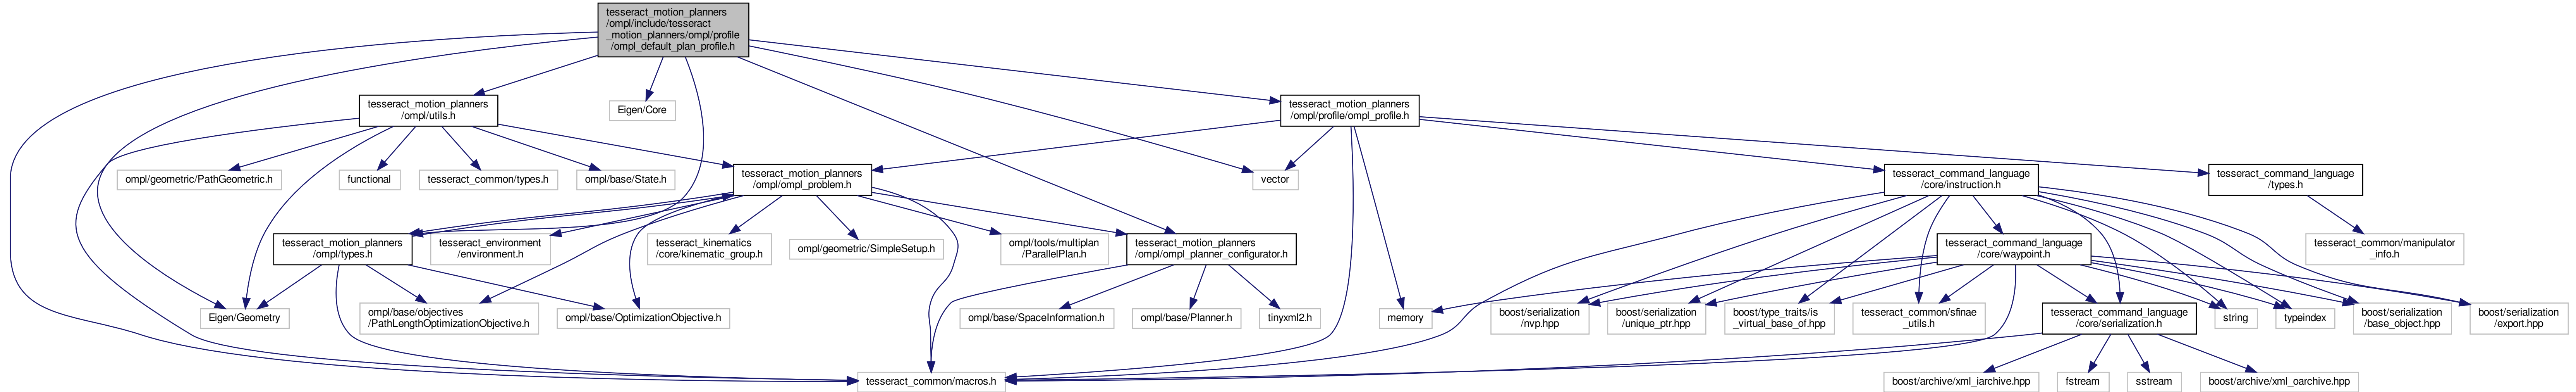 tesseract_motion_planners
/ompl/include/tesseract
_motion_planners/ompl/profile
/ompl_default_plan_profile.h
tesseract_motion_planners
/ompl/utils.h
Eigen/Core
tesseract_motion_planners
/ompl/profile/ompl_profile.h
ompl/geometric/PathGeometric.h
functional
tesseract_common/types.h
ompl/base/State.h
tesseract_motion_planners
/ompl/ompl_problem.h
vector
tesseract_command_language
/core/instruction.h
tesseract_command_language
/types.h
tesseract_motion_planners
/ompl/types.h
tesseract_environment
/environment.h
tesseract_kinematics
/core/kinematic_group.h
ompl/geometric/SimpleSetup.h
ompl/tools/multiplan
/ParallelPlan.h
tesseract_motion_planners
/ompl/ompl_planner_configurator.h
tesseract_command_language
/core/waypoint.h
tesseract_common/manipulator
_info.h
Eigen/Geometry
ompl/base/objectives
/PathLengthOptimizationObjective.h
ompl/base/OptimizationObjective.h
ompl/base/SpaceInformation.h
ompl/base/Planner.h
tinyxml2.h
memory
boost/serialization
/nvp.hpp
boost/serialization
/unique_ptr.hpp
boost/type_traits/is
_virtual_base_of.hpp
tesseract_common/sfinae
_utils.h
tesseract_command_language
/core/serialization.h
string
typeindex
boost/serialization
/base_object.hpp
boost/serialization
/export.hpp
tesseract_common/macros.h
boost/archive/xml_iarchive.hpp
fstream
sstream
boost/archive/xml_oarchive.hpp